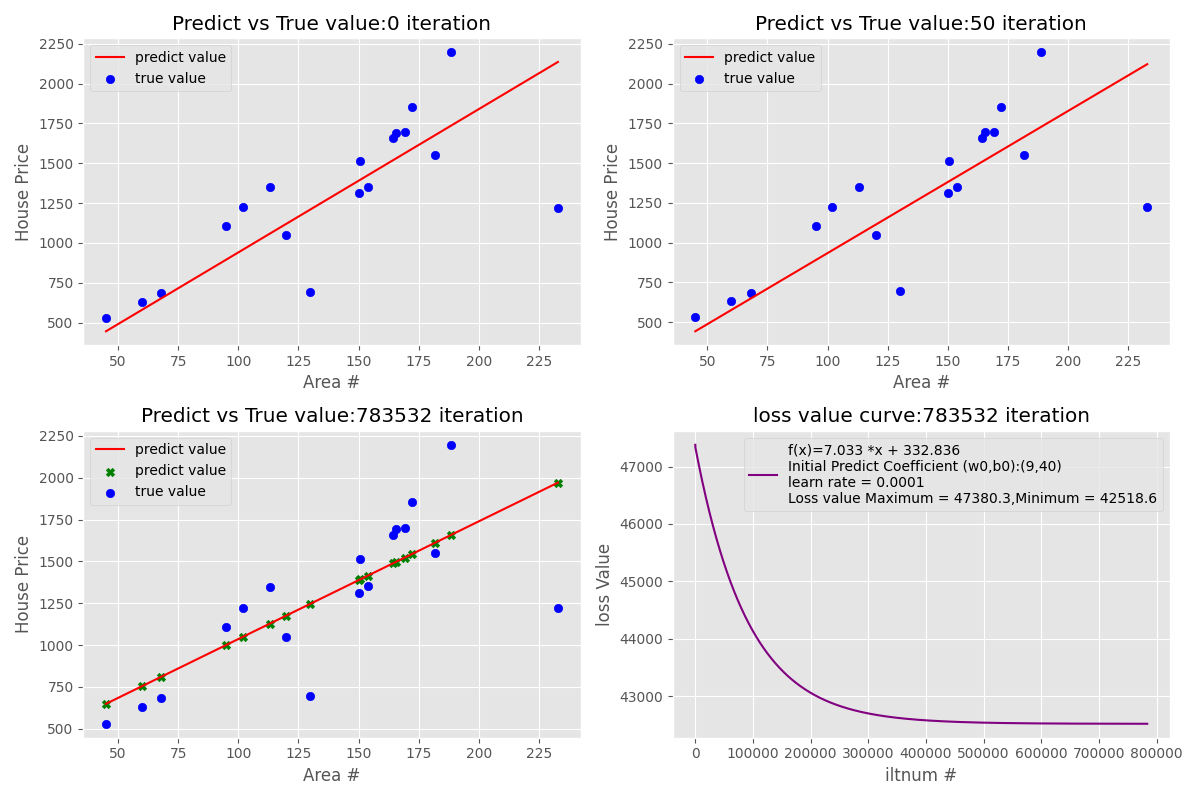 Predict vs True value:0 iteration
predict value
true value
House Price
2250
2000
1750
1500
1250
1000
750
500
50
75
100
125
150
175
200
225
Area #
Predict vs True value:50 iteration
predict value
true value
House Price
2250
2000
1750
1500
1250
1000
750
500
50
75
100
125
150
175
200
225
Area #
Predict vs True value:783532 iteration
predict value
predict value
true value
House Price
2250
2000
1750
1500
1250
1000
750
500
50
75
100
125
150
175
200
225
Area #
loss value curve:783532 iteration
f(x)=7.033 *x + 332.836
Initial Predict Coefficient (w0,b0):(9,40)
learn rate = 0.0001
Loss value Maximum = 47380.3,Minimum = 42518.6
loss Value
47000
46000
45000
44000
43000
0
100000
200000
300000
400000
500000
600000
700000
800000
iltnum #